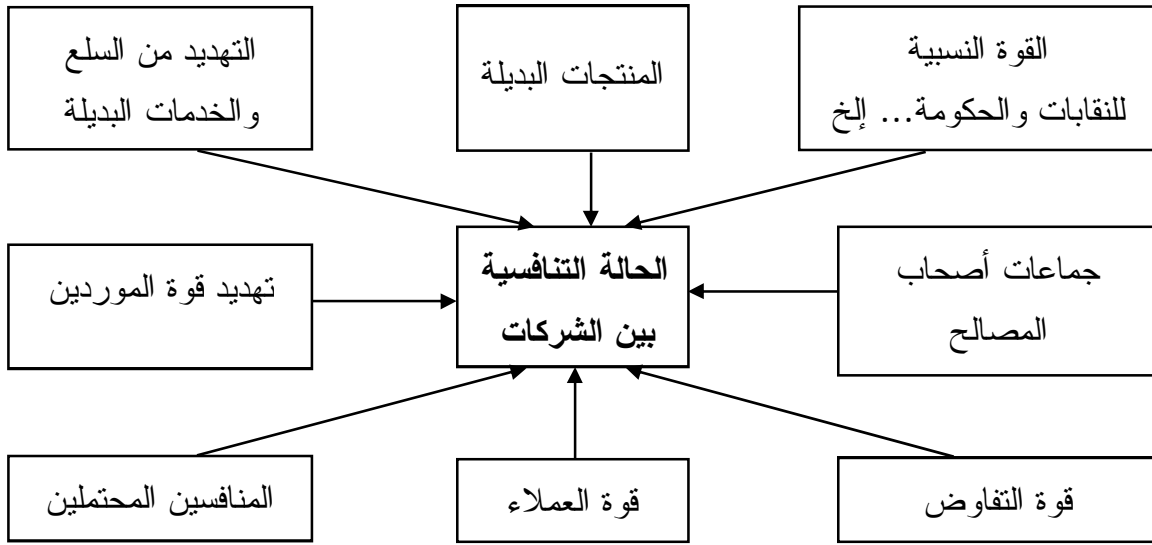 القوة النسبية
للنقابات والحكومة... إلخ
المنتجات البديلة
التهديد من السلع
والخدمات البديلة
جماعات أصحاب
المصالح
الحالة التنافسية
بين الشركات
تهديد قوة الموردين
قوة التفاوض
قوة العملاء
المنافسين المحتملين